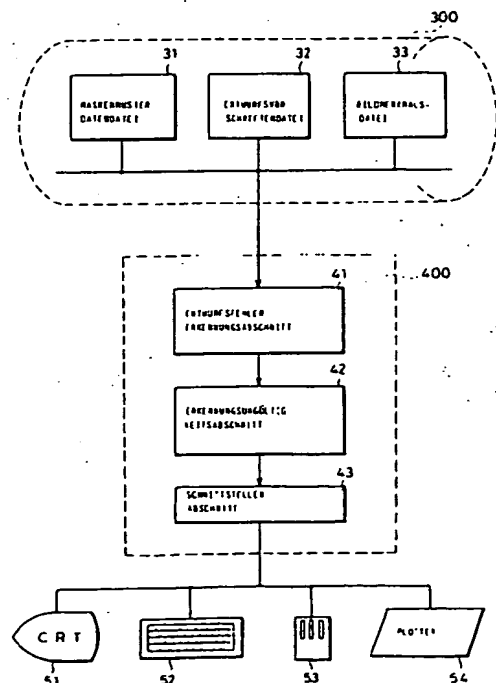 300
31
32
33
MASKENMUSTER
DATENDATEI
ENTWURFSVOR
SCHRIFTENDATEI
BILDMERKMALS-
DATEI
400
41
ENTWURFSFEHLER
ERKENNUNGSABSCHNITT
42
ERKENNUNGSUNGÜLTIG
KEITSABSCHNITT
43
SCHNITTSTELLEN
ABSCHNITT
CRT
PLOTTER
51
52
53
54